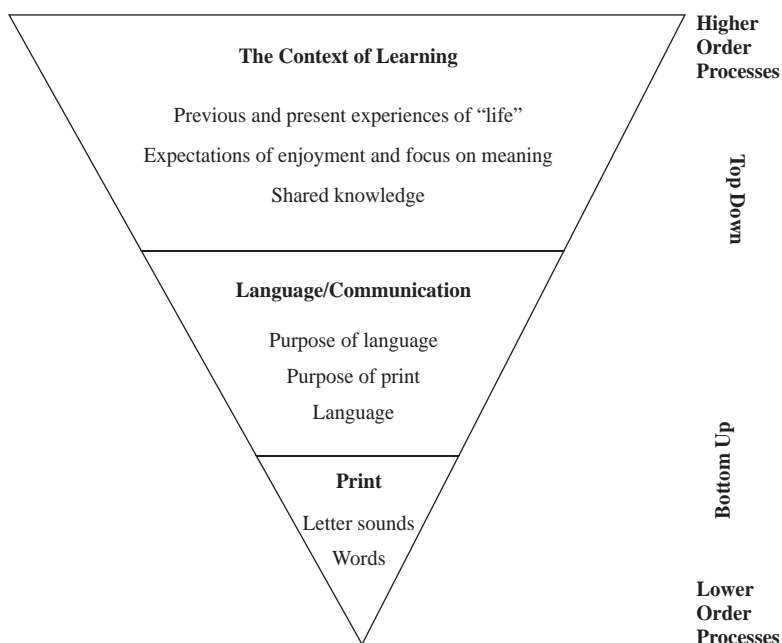 The Context of Learning
Previous and present experiences of “life”
Expectations of enjoyment and focus on meaning
Shared knowledge
Language/Communication
Purpose of language
Purpose of print
Language
Print
Letter sounds
Words
Higher
Order
Processes
Top Down
Bottom Up
Lower
Order
Processes